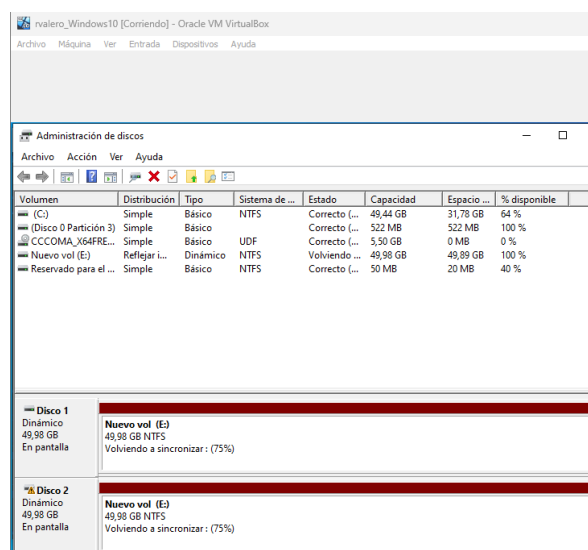 rvalero_Windows10 [Corriendo] - Oracle VM VirtualBox
Archivo Máquina Ver Entrada Dispositivos Ayuda
Administración de discos
Archivo Acción Ver Ayuda
Volumen Distribución Tipo Sistema de ... Estado Capacidad Espacio ... % disponible
(C:) Simple Básico NTFS Correcto (... 49,44 GB 31,78 GB 64 %
(Disco 0 Partición 3) Simple Básico Correcto (... 522 MB 522 MB 100 %
CCCOMA_X64FRE... Simple Básico UDF Correcto (... 5,50 GB 0 MB 0 %
Nuevo vol (E:) Reflejar i... Dinámico NTFS Volviendo ... 49,98 GB 49,89 GB 100 %
Reservado para el ... Simple Básico NTFS Correcto (... 50 MB 20 MB 40 %
Disco 1
Dinámico
49,98 GB
En pantalla
Nuevo vol (E:)
49,98 GB NTFS
Volviendo a sincronizar : (75%)
Disco 2
Dinámico
49,98 GB
En pantalla
Nuevo vol (E:)
49,98 GB NTFS
Volviendo a sincronizar : (75%)